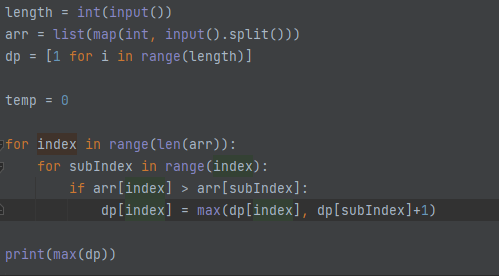 length = int(input())
arr = list(map(int, input().split()))
dp = [1 for i in range(length)]
temp = 0
for index in range(len(arr)):
for subIndex in range(index):
if arr[index] > arr[subIndex]:
dp[index] = max(dp[index], dp[subIndex]+1)
print(max(dp))